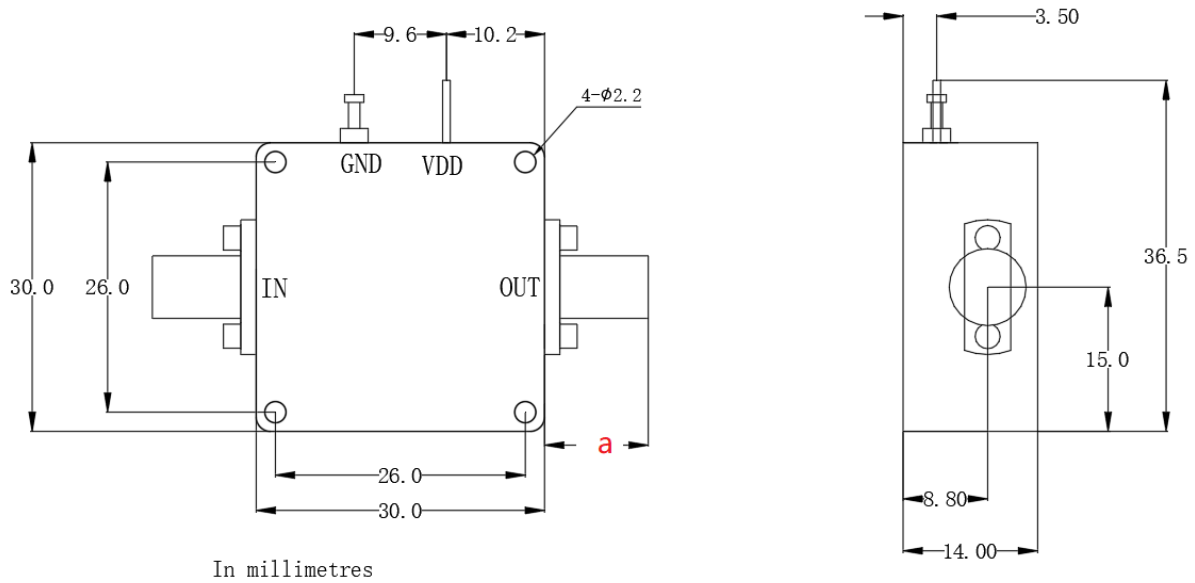 9.6
10.2
3.50
4-ϕ2.2
GND
VDD
30.0
26.0
IN
OUT
36.5
15.0
a
26.0
30.0
8.80
14.00
In millimetres